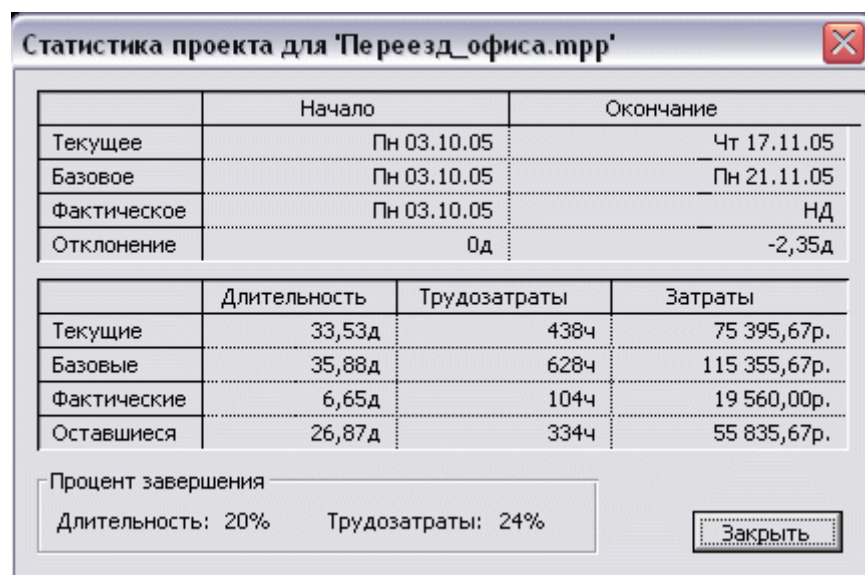 Статистика проекта для 'Переезд_офиса.mpp'
Начало Окончание
Текущее Пн 03.10.05 Чт 17.11.05
Базовое Пн 03.10.05 Пн 21.11.05
Фактическое Пн 03.10.05 НД
Отклонение 0д -2,35д
Длительность Трудозатраты Затраты
Текущие 33,53д 438ч 75 395,67р.
Базовые 35,88д 628ч 115 355,67р.
Фактические 6,65д 104ч 19 560,00р.
Оставшиеся 26,87д 334ч 55 835,67р.
Процент завершения
Длительность: 20% Трудозатраты: 24%
Закрыть